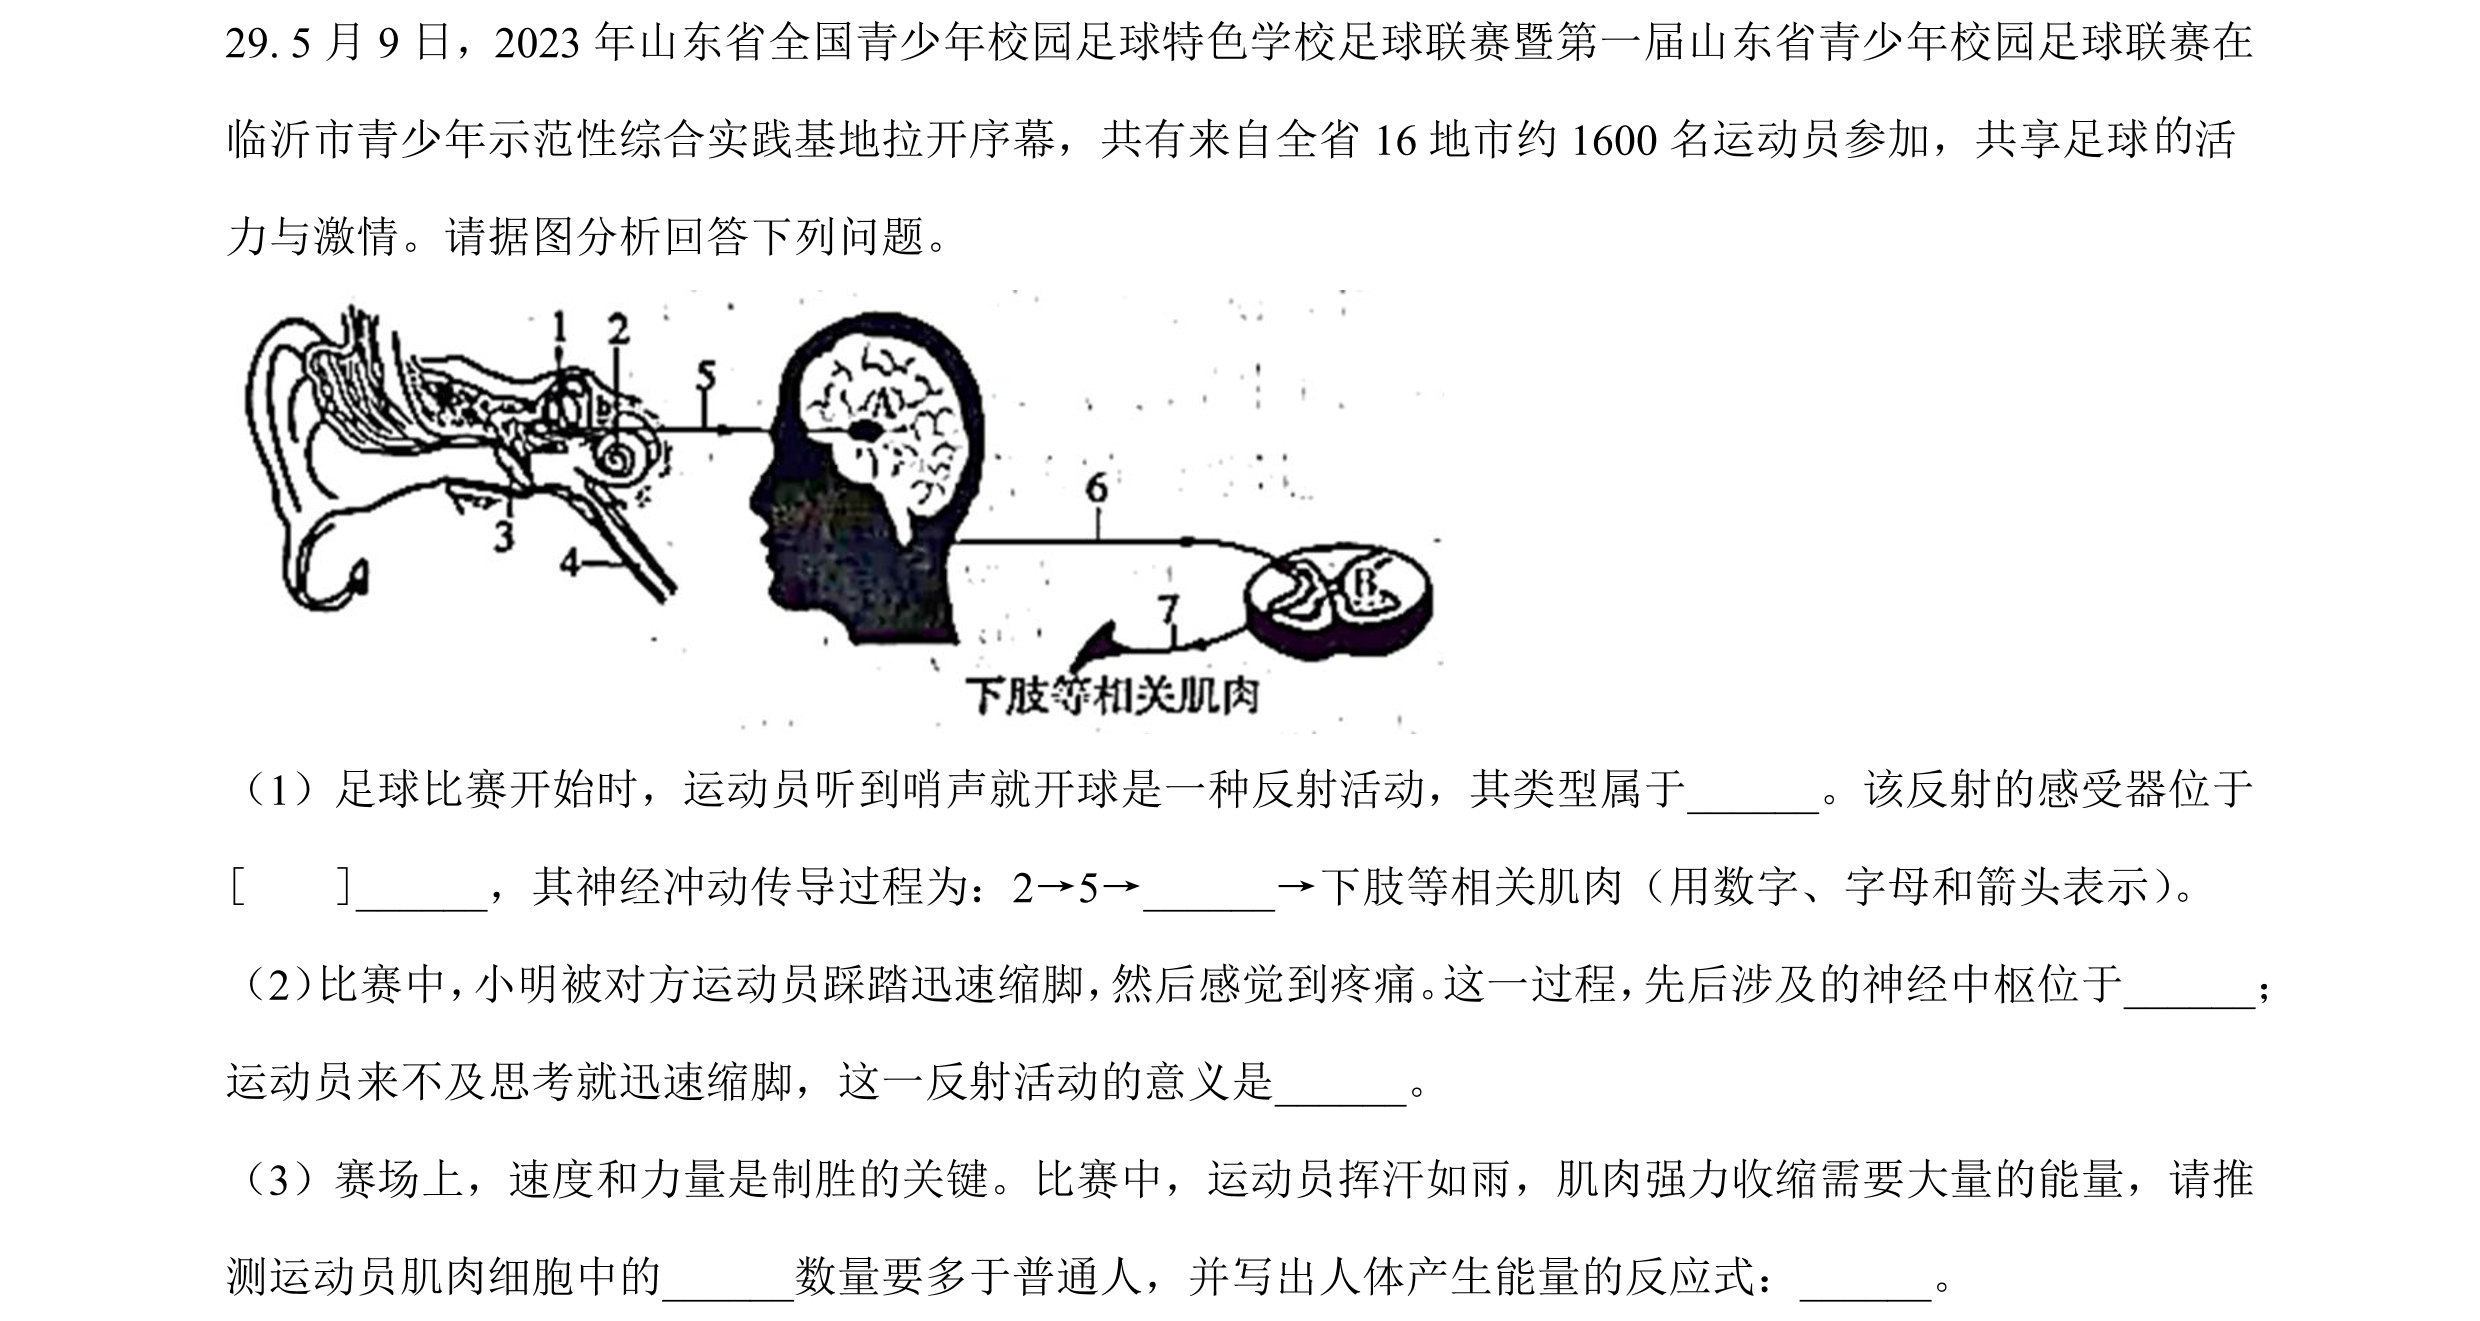 29. 5 月 9 日，2023 年山东省全国青少年校园足球特色学校足球联赛暨第一届山东省青少年校园足球联赛在
临沂市青少年示范性综合实践基地拉开序幕，共有来自全省 16 地市约 1600 名运动员参加，共享足球的活
力与激情。请据图分析回答下列问题。
1 2
5
b
3
4
6
7
B
下肢等相关肌肉
（1）足球比赛开始时，运动员听到哨声就开球是一种反射活动，其类型属于______。该反射的感受器位于
[　　]______，其神经冲动传导过程为：2→5→______→下肢等相关肌肉（用数字、字母和箭头表示）。
（2）比赛中，小明被对方运动员踩踏迅速缩脚，然后感觉到疼痛。这一过程，先后涉及的神经中枢位于______；
运动员来不及思考就迅速缩脚，这一反射活动的意义是______。
（3）赛场上，速度和力量是制胜的关键。比赛中，运动员挥汗如雨，肌肉强力收缩需要大量的能量，请推
测运动员肌肉细胞中的______数量要多于普通人，并写出人体产生能量的反应式：______。